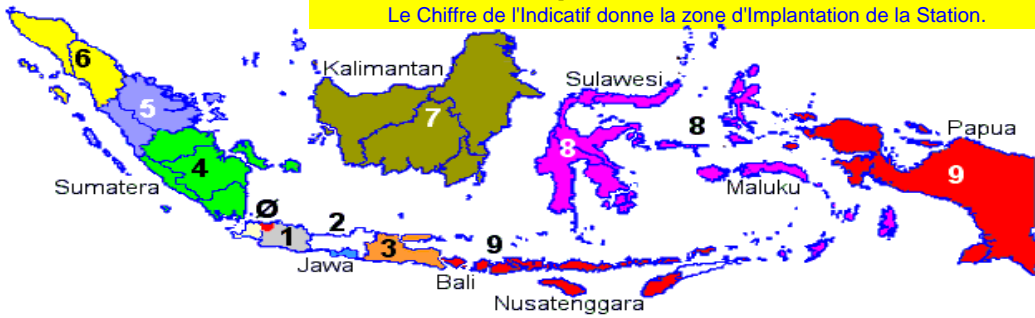 Le Chiffre de l'Indicatif donne la zone d'Implantation de la Station.
6
Kalimantan
Sulawesi
5
7
8
Papua
8
4
9
Sumatera
Maluku
Ø
2
1
3
9
Jawa
Bali
Nusatenggara